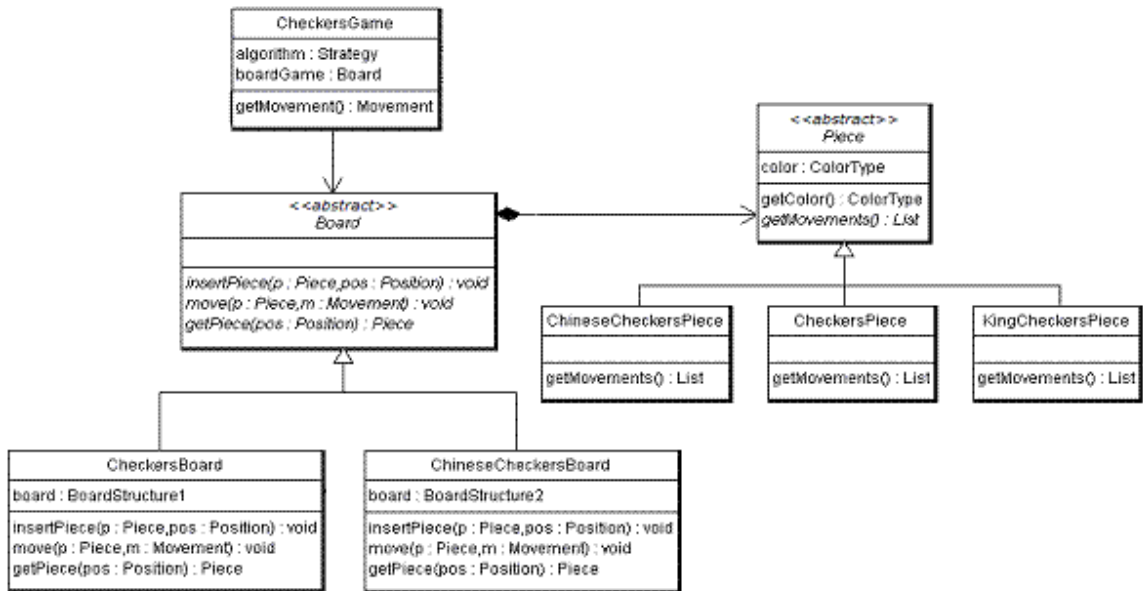 CheckersGame
algorithm : Strategy
boardGame : Board
getMovement() : Movement
<<abstract>>
Piece
color : ColorType
getColor() : ColorType
getMovements() : List
<<abstract>>
Board
insertPiece(p : Piece,pos : Position) : void
move(p : Piece,m : Movement) : void
getPiece(pos : Position) : Piece
ChineseCheckersPiece
getMovements() : List
CheckersPiece
getMovements() : List
KingCheckersPiece
getMovements() : List
CheckersBoard
board : BoardStructure1
insertPiece(p : Piece,pos : Position) : void
move(p : Piece,m : Movement) : void
getPiece(pos : Position) : Piece
ChineseCheckersBoard
board : BoardStructure2
insertPiece(p : Piece,pos : Position) : void
move(p : Piece,m : Movement) : void
getPiece(pos : Position) : Piece